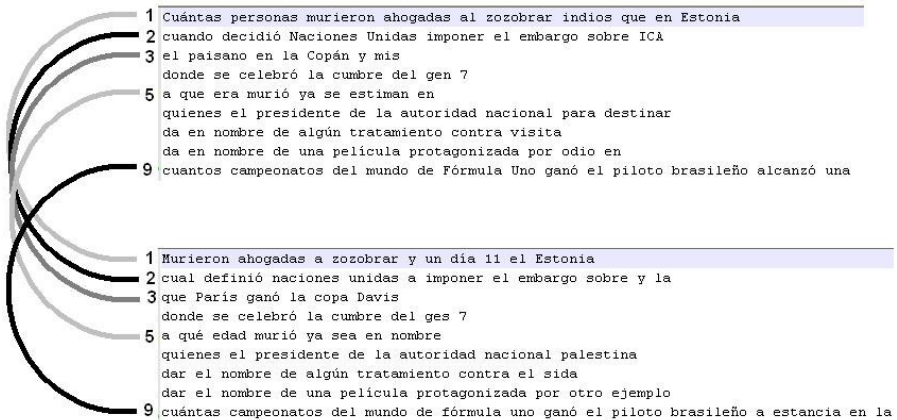 1 Cuántas personas murieron ahogadas al zozobrar indios que en Estonia
2 cuando decidió Naciones Unidas imponer el embargo sobre ICA
3 el paisano en la Copán y mis
donde se celebró la cumbre del gen 7
5 a que era murió ya se estiman en
quienes el presidente de la autoridad nacional para destinar
da en nombre de algún tratamiento contra visita
da en nombre de una película protagonizada por odio en
9 cuantos campeonatos del mundo de Fórmula Uno ganó el piloto brasileño alcanzó una
1 Murieron ahogadas a zozobrar y un día 11 el Estonia
2 cual definió naciones unidas a imponer el embargo sobre y la
3 que París ganó la copa Davis
donde se celebró la cumbre del ges 7
5 a qué edad murió ya sea en nombre
quienes el presidente de la autoridad nacional palestina
dar el nombre de algún tratamiento contra el sida
dar el nombre de una película protagonizada por otro ejemplo
9 cuántas campeonatos del mundo de fórmula uno ganó el piloto brasileño a estancia en la